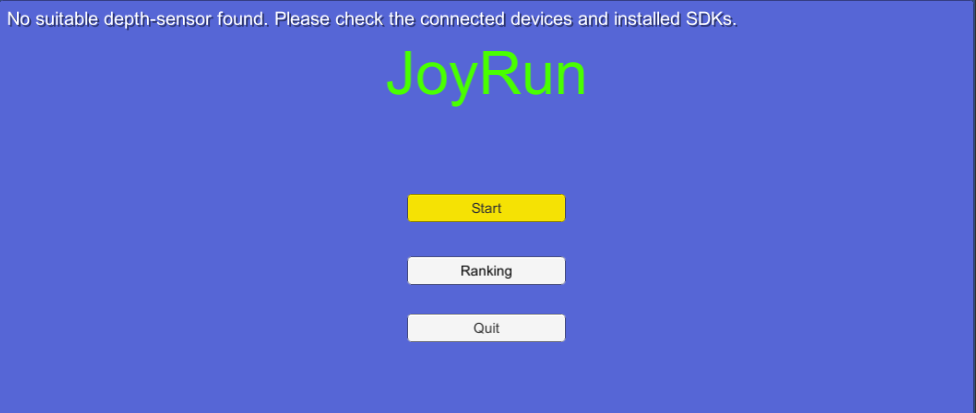 No suitable depth-sensor found. Please check the connected devices and installed SDKs.
JoyRun
Start
Ranking
Quit